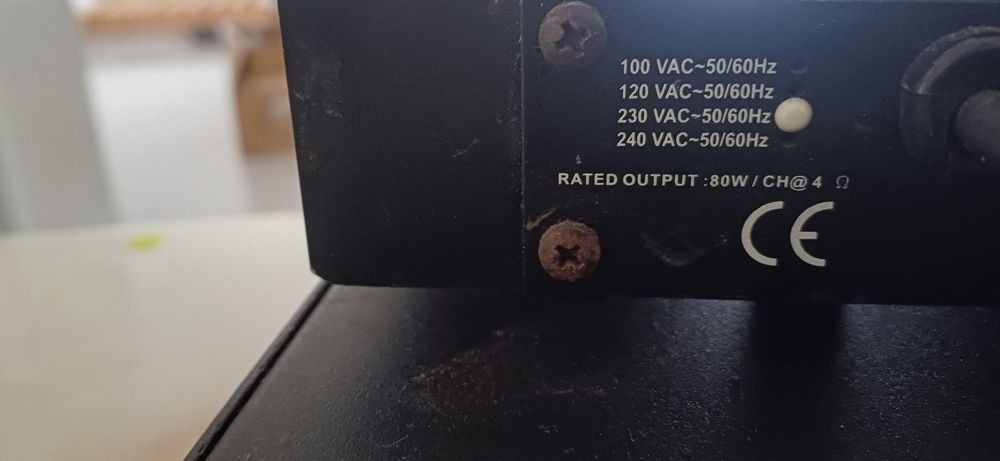 100 VAC~50/60Hz
120 VAC~50/60Hz
230 VAC~50/60Hz
240 VAC~50/60Hz
RATED OUTPUT :80W / CH@ 4 Ω
CE